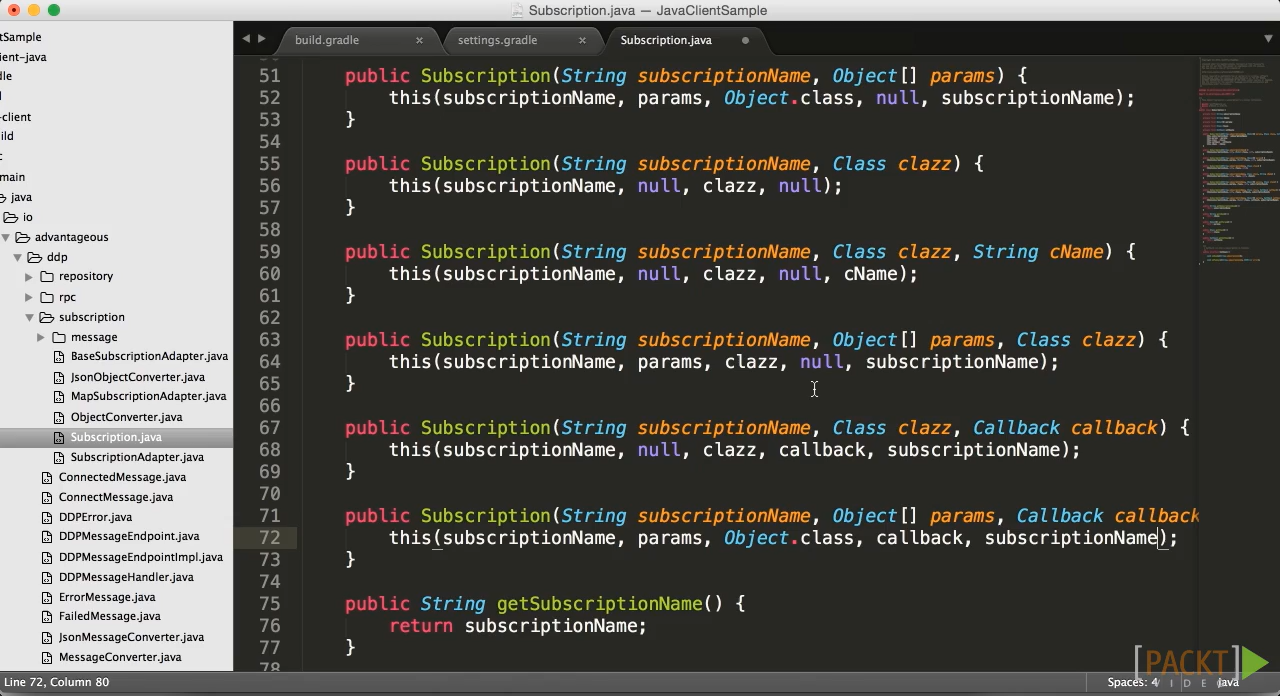 Subscription.java — JavaClientSample
tSample
build.gradle × settings.gradle × Subscription.java
ient-java
dle
-client
ild
c
main
java
io
advantageous
ddp
repository
rpc
subscription
message
BaseSubscriptionAdapter.java
JsonObjectConverter.java
MapSubscriptionAdapter.java
ObjectConverter.java
Subscription.java
SubscriptionAdapter.java
ConnectedMessage.java
ConnectMessage.java
DDPError.java
DDPMessageEndpoint.java
DDPMessageEndpointImpl.java
DDPMessageHandler.java
ErrorMessage.java
FailedMessage.java
JsonMessageConverter.java
MessageConverter.java
51 public Subscription(String subscriptionName, Object[] params) {
52 this(subscriptionName, params, Object.class, null, subscriptionName);
53 }
54
55 public Subscription(String subscriptionName, Class clazz) {
56 this(subscriptionName, null, clazz, null);
57 }
58
59 public Subscription(String subscriptionName, Class clazz, String cName) {
60 this(subscriptionName, null, clazz, null, cName);
61 }
62
63 public Subscription(String subscriptionName, Object[] params, Class clazz) {
64 this(subscriptionName, params, clazz, null, subscriptionName);
65 }
66
67 public Subscription(String subscriptionName, Class clazz, Callback callback) {
68 this(subscriptionName, null, clazz, callback, subscriptionName);
69 }
70
71 public Subscription(String subscriptionName, Object[] params, Callback callback
72 this(subscriptionName, params, Object.class, callback, subscriptionName);
73 }
74
75 public String getSubscriptionName() {
76 return subscriptionName;
77 }
78
[PACKT]
VIDEO
Line 72, Column 80 Spaces: 4 Java